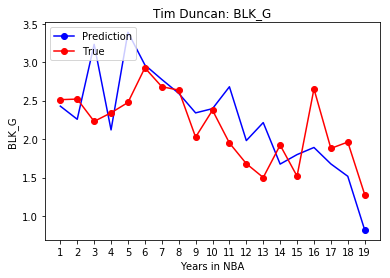 Tim Duncan: BLK_G
Prediction
True
3.5
3.0
2.5
2.0
1.5
1.0
BLK_G
1 2 3 4 5 6 7 8 9 10 11 12 13 14 15 16 17 18 19
Years in NBA